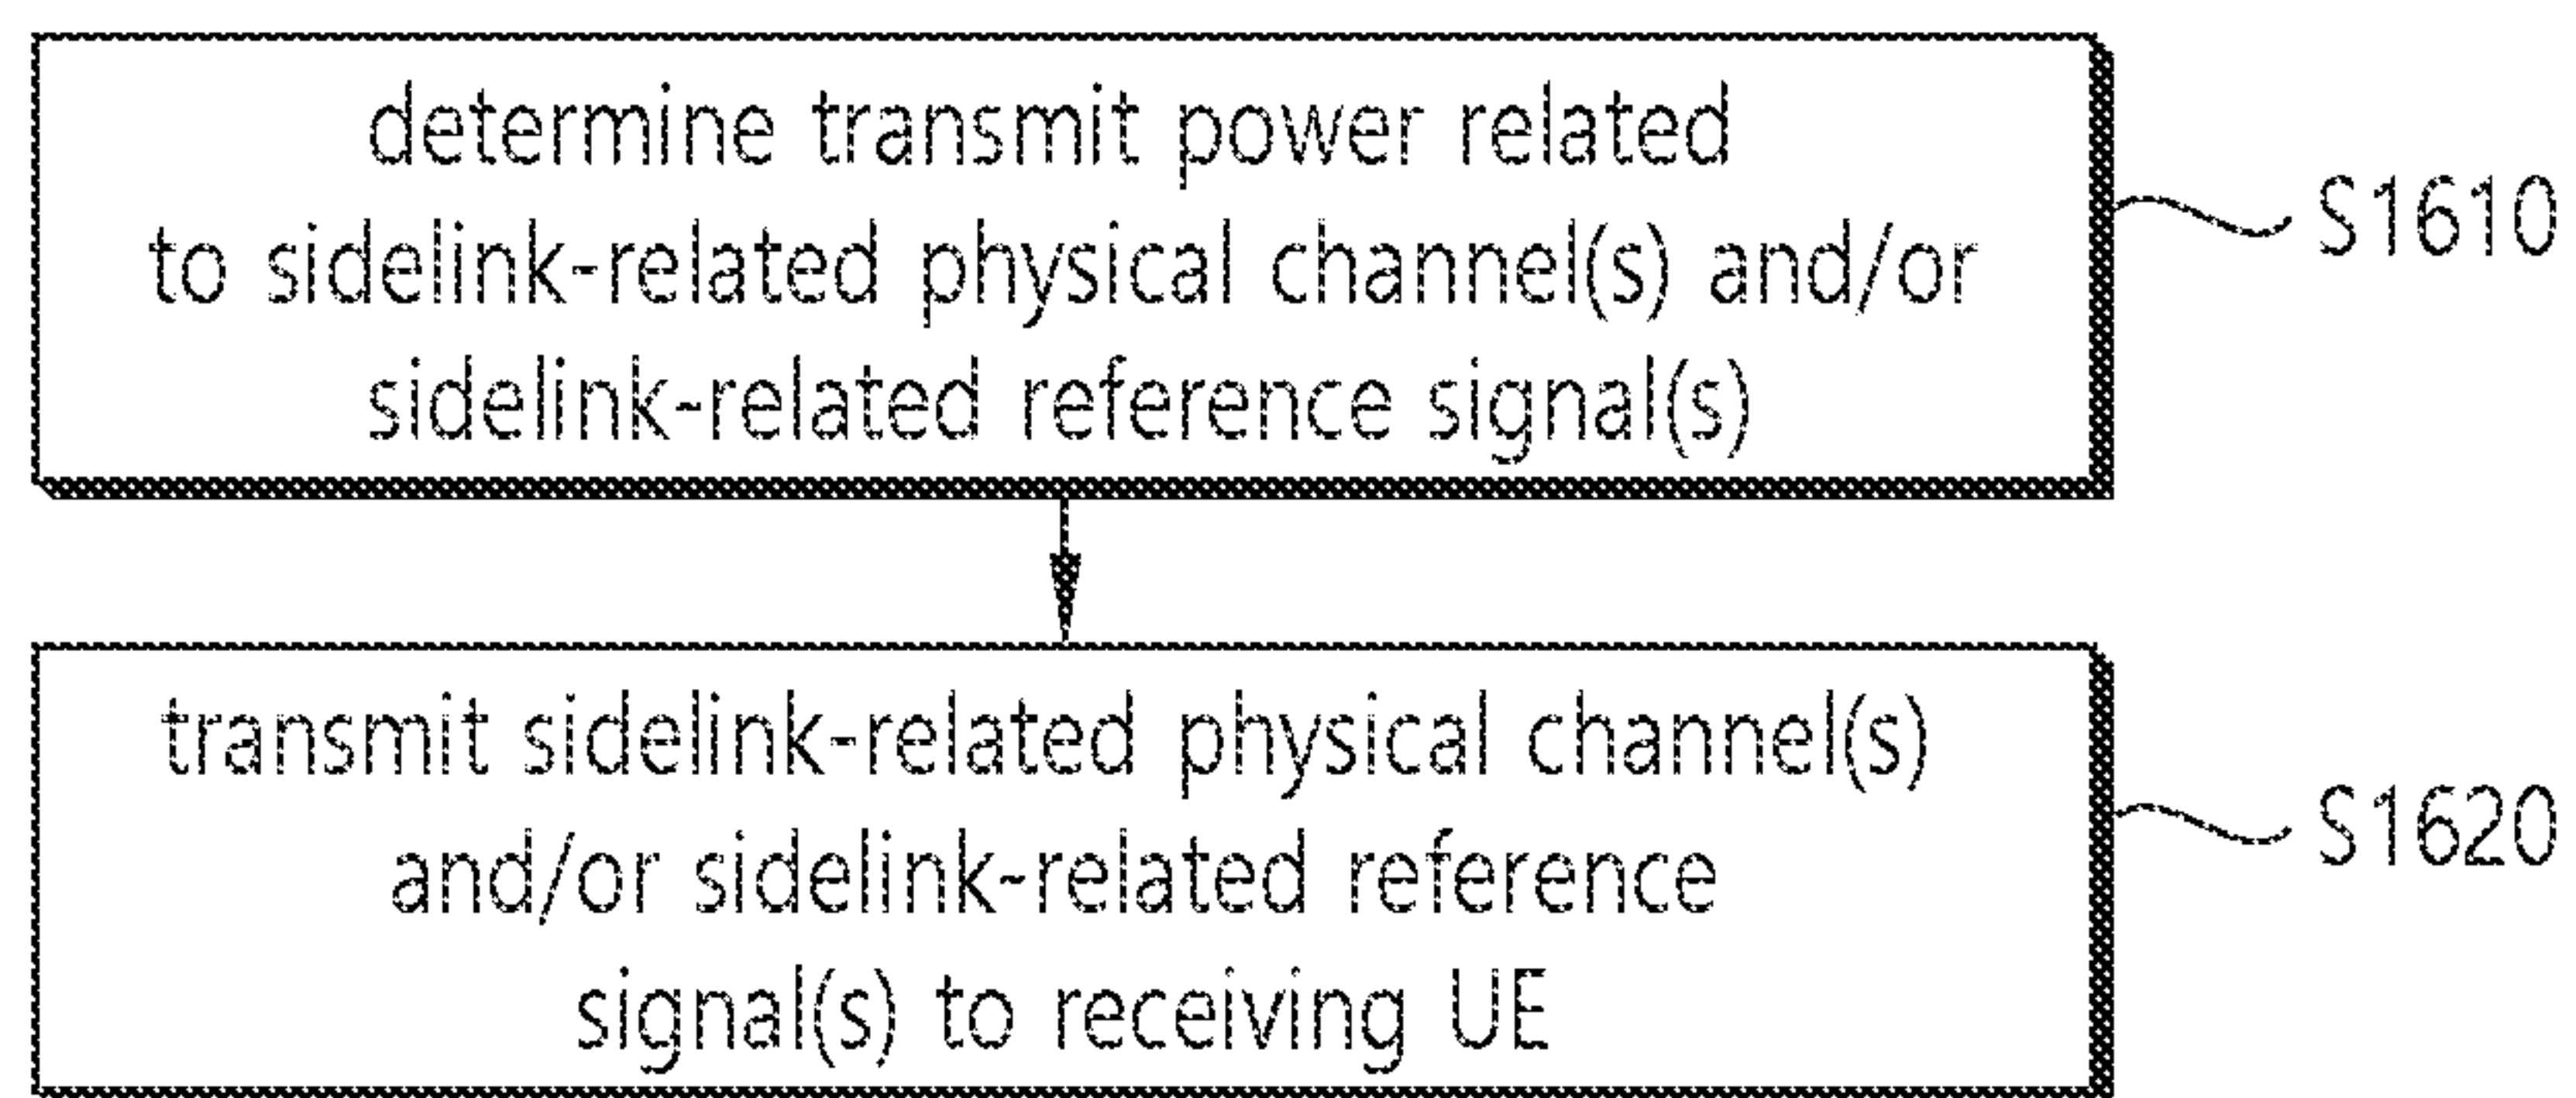 determine transmit power related
to sidelink-related physical channel(s) and/or
sidelink-related reference signal(s)
S1610
transmit sidelink-related physical channel(s)
and/or sidelink-related reference
signal(s) to receiving UE
S1620